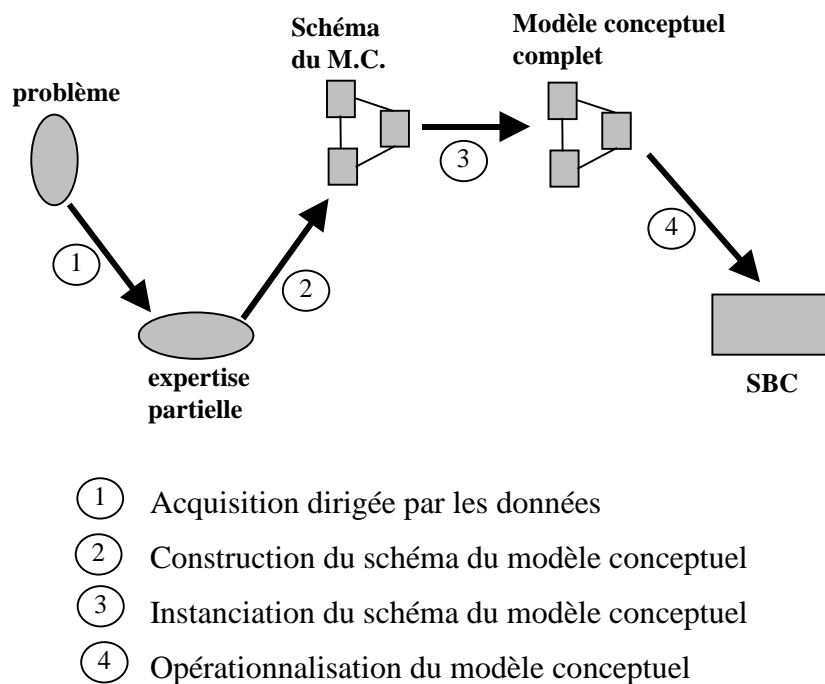 Schéma
du M.C.
Modèle conceptuel
complet
problème
3
4
1
2
expertise
partielle
SBC
1 Acquisition dirigée par les données
2 Construction du schéma du modèle conceptuel
3 Instanciation du schéma du modèle conceptuel
4 Opérationnalisation du modèle conceptuel